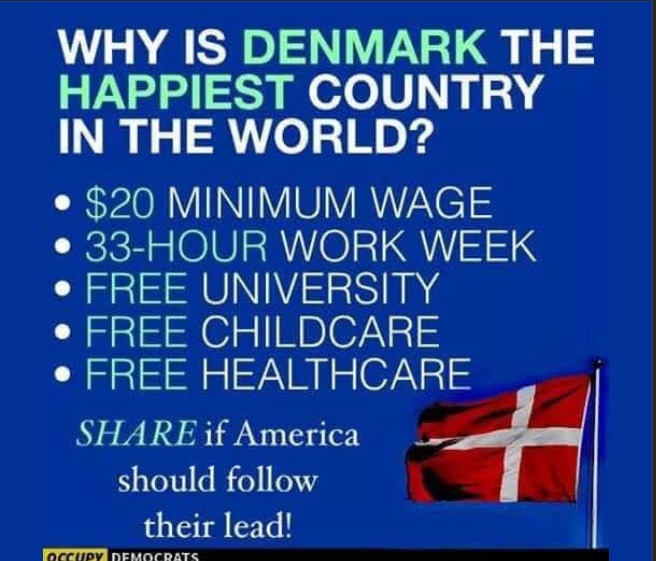 WHY IS DENMARK THE
HAPPIEST COUNTRY
IN THE WORLD?
• $20 MINIMUM WAGE
• 33-HOUR WORK WEEK
• FREE UNIVERSITY
• FREE CHILDCARE
• FREE HEALTHCARE
SHARE if America
should follow
their lead!
OCCUPY DEMOCRATS